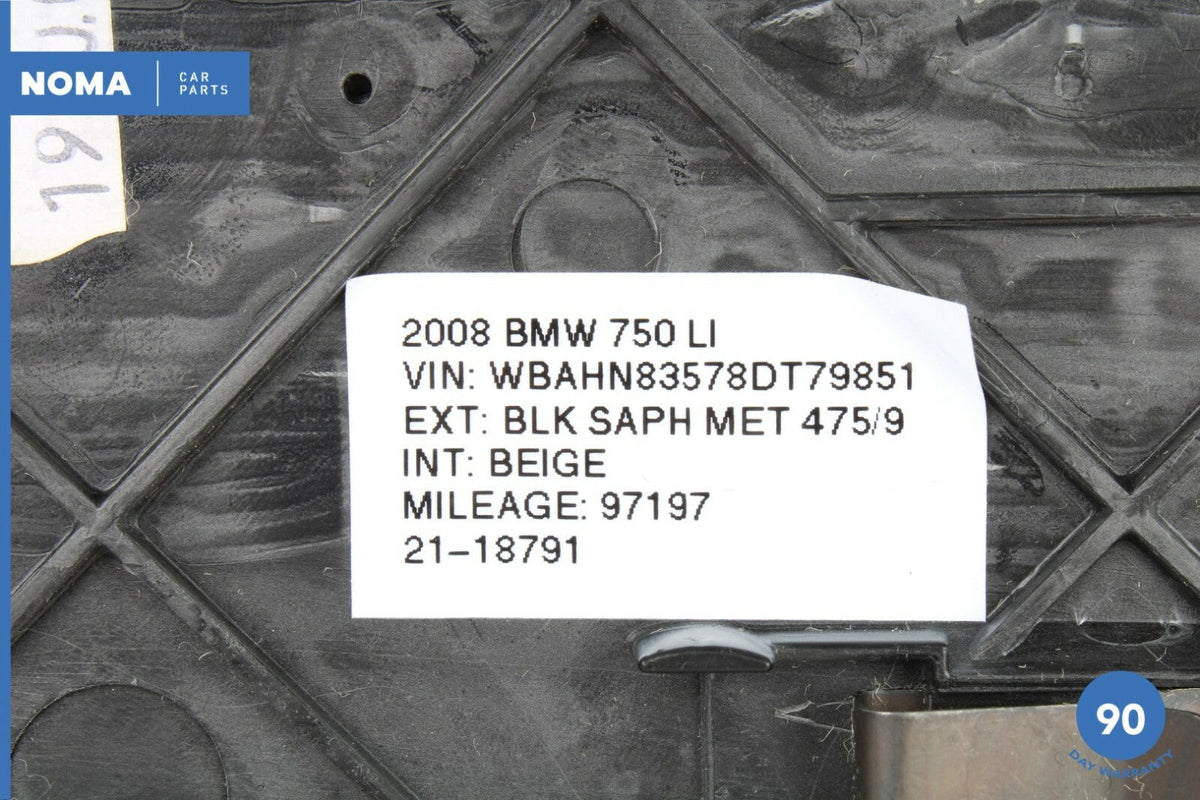 NOMA
CAR
PARTS
19
2008 BMW 750 LI
VIN: WBAHN83578DT79851
EXT: BLK SAPH MET 475/9
INT: BEIGE
MILEAGE: 97197
21-18791
90
DAY WARRANTY